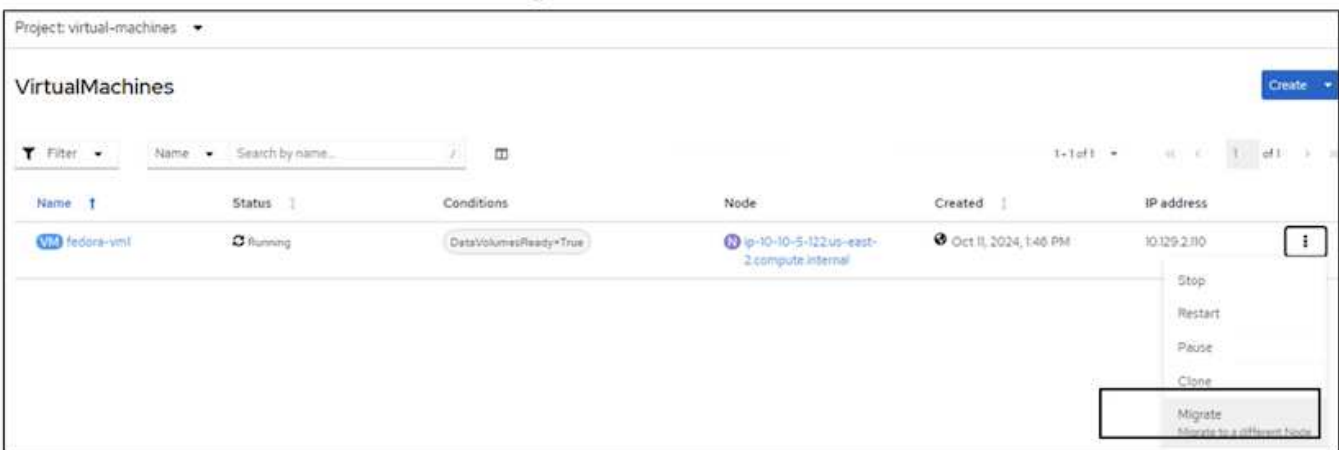 Project: virtual-machines
VirtualMachines
Create
Filter
Name
Search by name...
/
1-1 of 1
1 of 1
Name Status Conditions Node Created IP address
VM fedora-vm1 Running DataVolumesReady=True N ip-10-10-5-122.us-east- Oct 11, 2024, 1:46 PM 10.129.2.110
2.compute.internal
Stop
Restart
Pause
Clone
Migrate
Migrate to a different Node